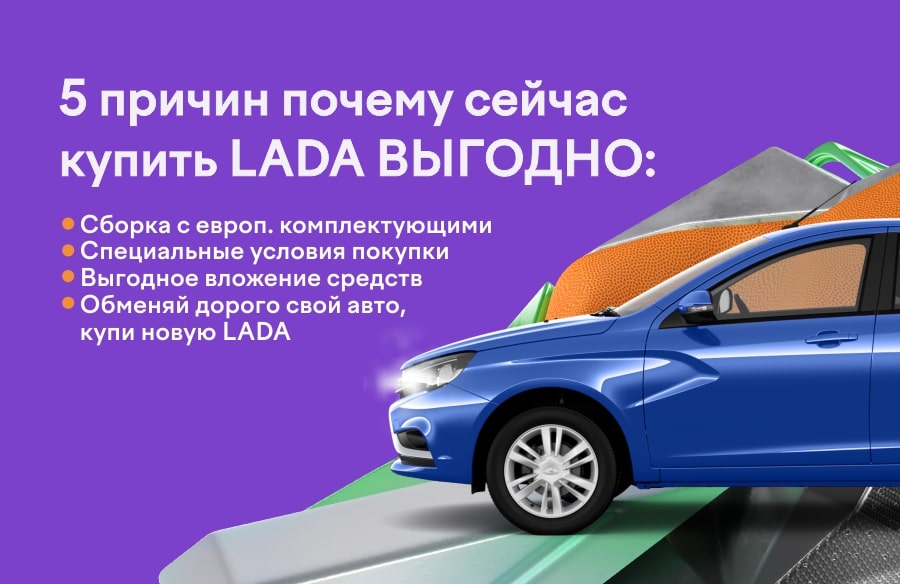 5 причин почему сейчас
купить LADA ВЫГОДНО:
• Сборка с европ. комплектующими
• Специальные условия покупки
• Выгодное вложение средств
• Обменяй дорого свой авто,
купи новую LADA